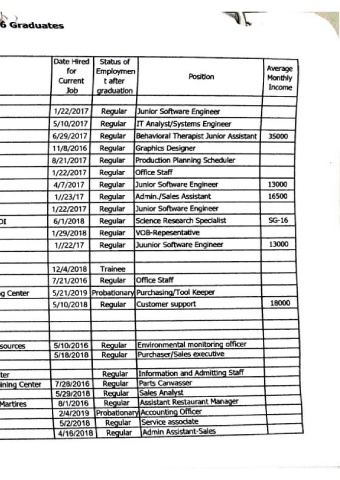 6 Graduates
Date Hired for Current Job Status of Employmen t after graduation Position Average Monthly Income
1/22/2017 Regular Junior Software Engineer
5/10/2017 Regular IT Analyst/Systems Engineer
6/29/2017 Regular Behavioral Therapist Junior Assistant 35000
11/8/2016 Regular Graphics Designer
8/21/2017 Regular Production Planning Scheduler
1/22/2017 Regular Office Staff
4/7/2017 Regular Junior Software Engineer 13000
1//23/17 Regular Admin./Sales Assistant 16500
1/22/2017 Regular Junior Software Engineer
OI 6/1/2018 Regular Science Research Specialist SG-16
1/29/2018 Regular VOB-Repesentative
1//22/17 Regular Juunior Software Engineer 13000
12/4/2018 Trainee
7/21/2016 Regular Office Staff
g Center 5/21/2019 Probationary Purchasing/Tool Keeper
5/10/2018 Regular Customer support 18000
sources 5/10/2016 Regular Environmental monitoring officer
5/18/2018 Regular Purchaser/Sales executive
ter Regular Information and Admitting Staff
ining Center 7/28/2016 Regular Parts Canvasser
5/29/2018 Regular Sales Analyst
Martires 8/1/2016 Regular Assistant Restaurant Manager
2/4/2019 Probationary Accounting Officer
5/2/2018 Regular Service associate
4/16/2018 Regular Admin Assistant-Sales